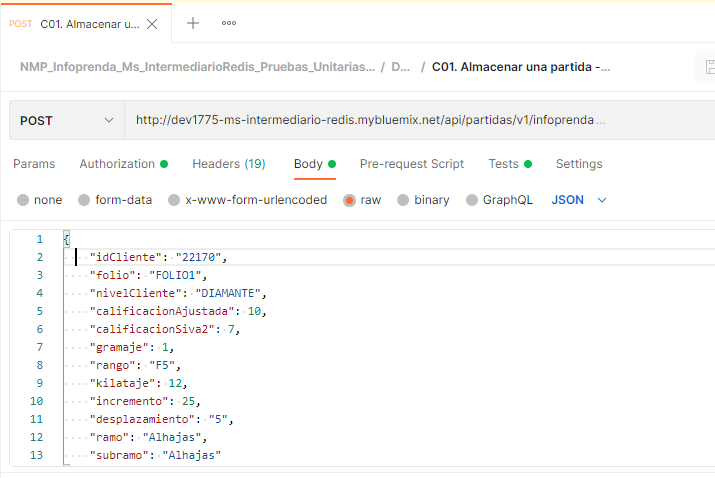 POST C01. Almacenar u...
NMP_Infoprenda_Ms_IntermediarioRedis_Pruebas_Unitarias... / D... / C01. Almacenar una partida -...
POST http://dev1775-ms-intermediario-redis.mybluemix.net/api/partidas/v1/infoprenda ...
Params Authorization Headers (19) Body Pre-request Script Tests Settings
none form-data x-www-form-urlencoded raw binary GraphQL JSON
1 {
2 "idCliente": "22170",
3 "folio": "FOLIO1",
4 "nivelCliente": "DIAMANTE",
5 "calificacionAjustada": 10,
6 "calificacionSiva2": 7,
7 "gramaje": 1,
8 "rango": "F5",
9 "kilataje": 12,
10 "incremento": 25,
11 "desplazamiento": "5",
12 "ramo": "Alhajas",
13 "subramo": "Alhajas"